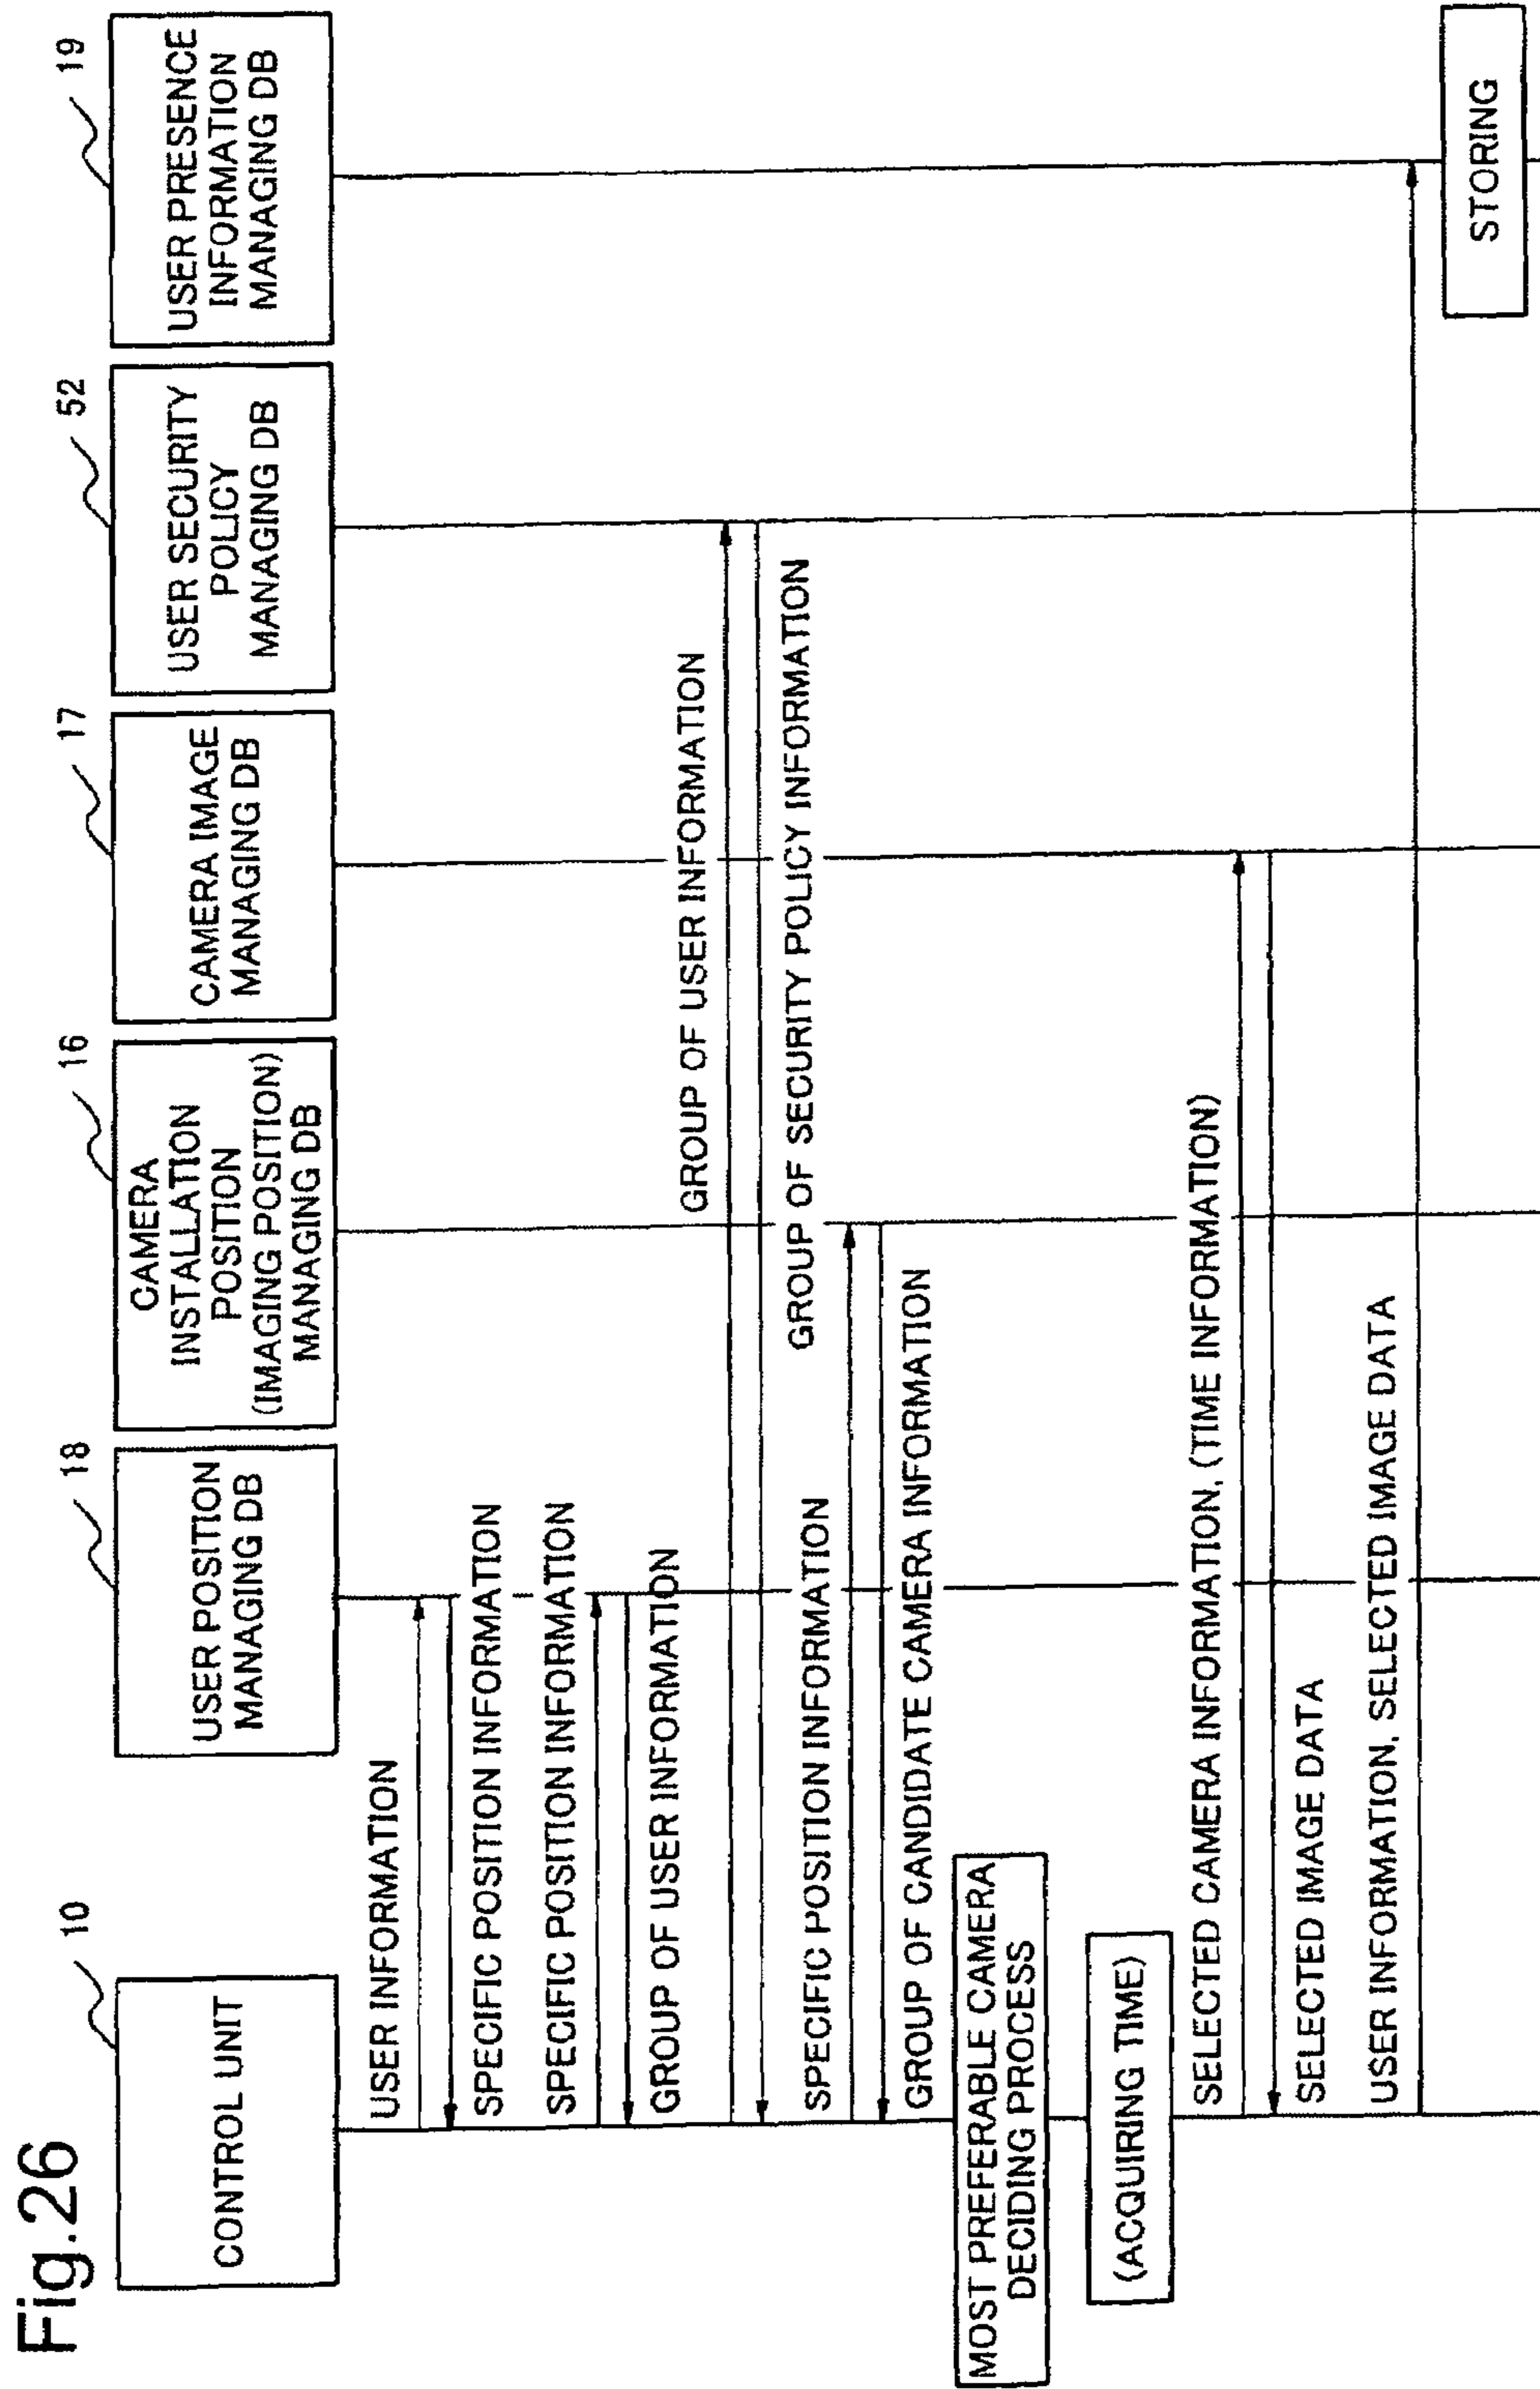 Fig.26
10
CONTROL UNIT
18
USER POSITION
MANAGING DB
16
CAMERA
INSTALLATION
POSITION
(IMAGING POSITION)
MANAGING DB
17
CAMERA IMAGE
MANAGING DB
52
USER SECURITY
POLICY
MANAGING DB
19
USER PRESENCE
INFORMATION
MANAGING DB
USER INFORMATION
SPECIFIC POSITION INFORMATION
SPECIFIC POSITION INFORMATION
GROUP OF USER INFORMATION
GROUP OF USER INFORMATION
GROUP OF SECURITY POLICY INFORMATION
SPECIFIC POSITION INFORMATION
GROUP OF CANDIDATE CAMERA INFORMATION
MOST PREFERABLE CAMERA
DECIDING PROCESS
(ACQUIRING TIME)
SELECTED CAMERA INFORMATION, (TIME INFORMATION)
SELECTED IMAGE DATA
USER INFORMATION, SELECTED IMAGE DATA
STORING